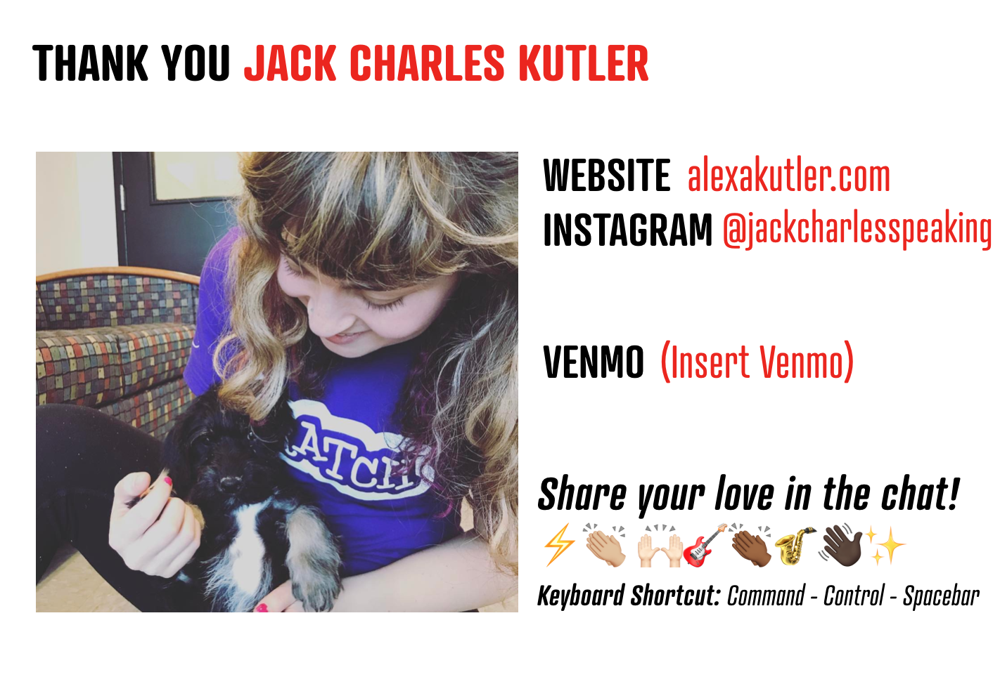 THANK YOU JACK CHARLES KUTLER
WEBSITE alexakutler.com
INSTAGRAM @jackcharlesspeaking
VENMO (Insert Venmo)
Share your love in the chat!
⚡👏🏼🙌🏻🎸👏🏾🎷👋🏿✨
Keyboard Shortcut: Command - Control - Spacebar